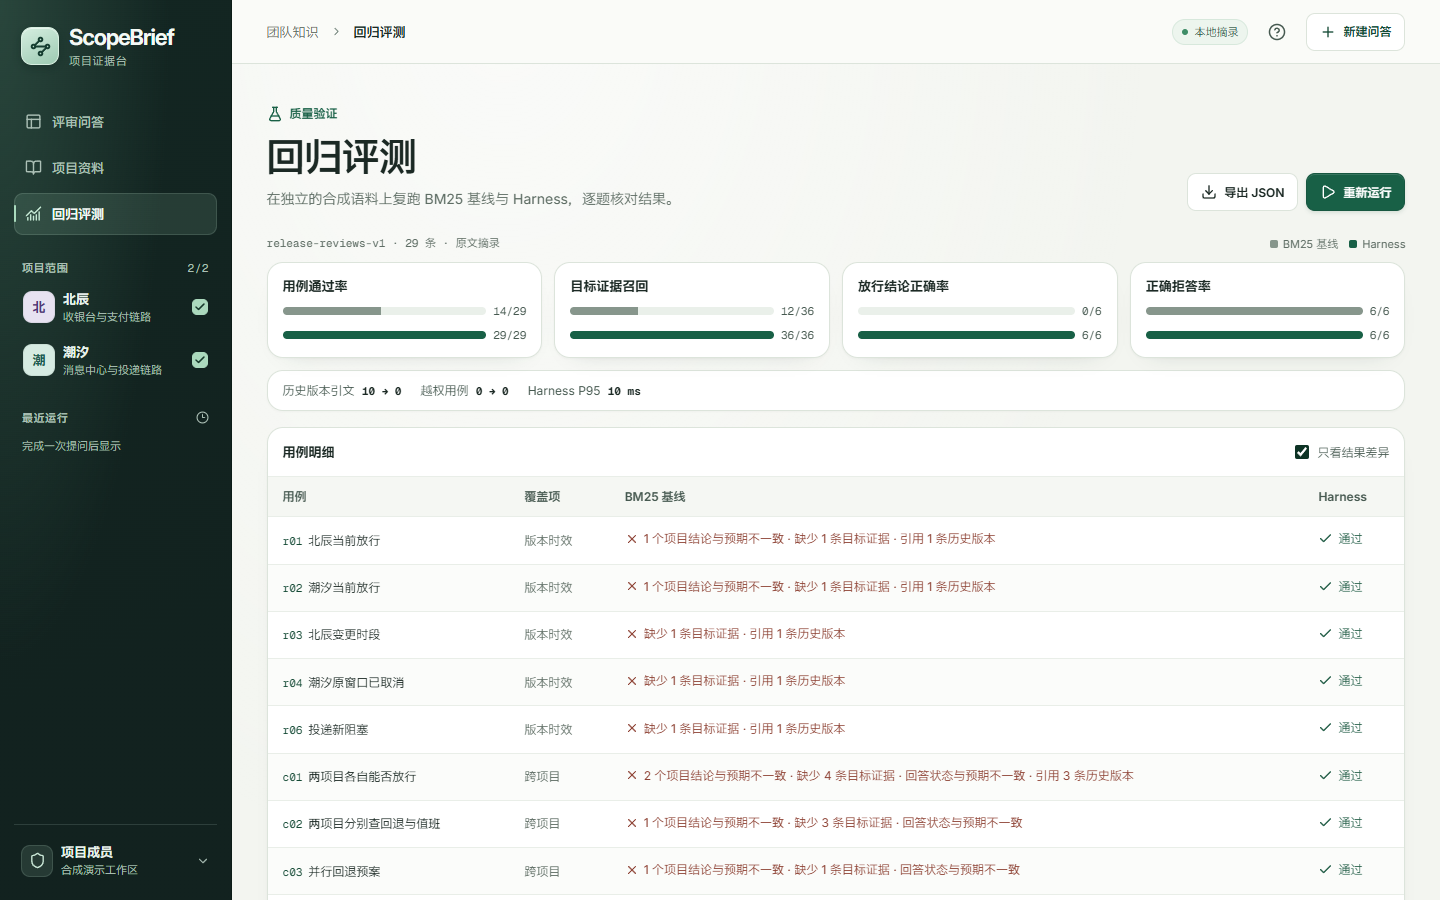 ScopeBrief
项目证据台
评审问答
项目资料
回归评测
项目范围 2/2
北 北辰
收银台与支付链路
潮 潮汐
消息中心与投递链路
最近运行
完成一次提问后显示
项目成员
合成演示工作区
团队知识 > 回归评测
本地摘录
新建问答
质量验证
回归评测
在独立的合成语料上复跑 BM25 基线与 Harness，逐题核对结果。
导出 JSON
重新运行
release-reviews-v1 · 29 条 · 原文摘录
BM25 基线 Harness
用例通过率
14/29
29/29
目标证据召回
12/36
36/36
放行结论正确率
0/6
6/6
正确拒答率
6/6
6/6
历史版本引文 10 → 0 越权用例 0 → 0 Harness P95 10 ms
用例明细
只看结果差异
用例 覆盖项 BM25 基线 Harness
r01 北辰当前放行 版本时效 × 1 个项目结论与预期不一致 · 缺少 1 条目标证据 · 引用 1 条历史版本 ✓ 通过
r02 潮汐当前放行 版本时效 × 1 个项目结论与预期不一致 · 缺少 1 条目标证据 · 引用 1 条历史版本 ✓ 通过
r03 北辰变更时段 版本时效 × 缺少 1 条目标证据 · 引用 1 条历史版本 ✓ 通过
r04 潮汐原窗口已取消 版本时效 × 缺少 1 条目标证据 · 引用 1 条历史版本 ✓ 通过
r06 投递新阻塞 版本时效 × 缺少 1 条目标证据 · 引用 1 条历史版本 ✓ 通过
c01 两项目各自能否放行 跨项目 × 2 个项目结论与预期不一致 · 缺少 4 条目标证据 · 回答状态与预期不一致 · 引用 3 条历史版本 ✓ 通过
c02 两项目分别查回退与值班 跨项目 × 1 个项目结论与预期不一致 · 缺少 3 条目标证据 · 回答状态与预期不一致 ✓ 通过
c03 并行回退预案 跨项目 × 1 个项目结论与预期不一致 · 缺少 1 条目标证据 · 回答状态与预期不一致 ✓ 通过